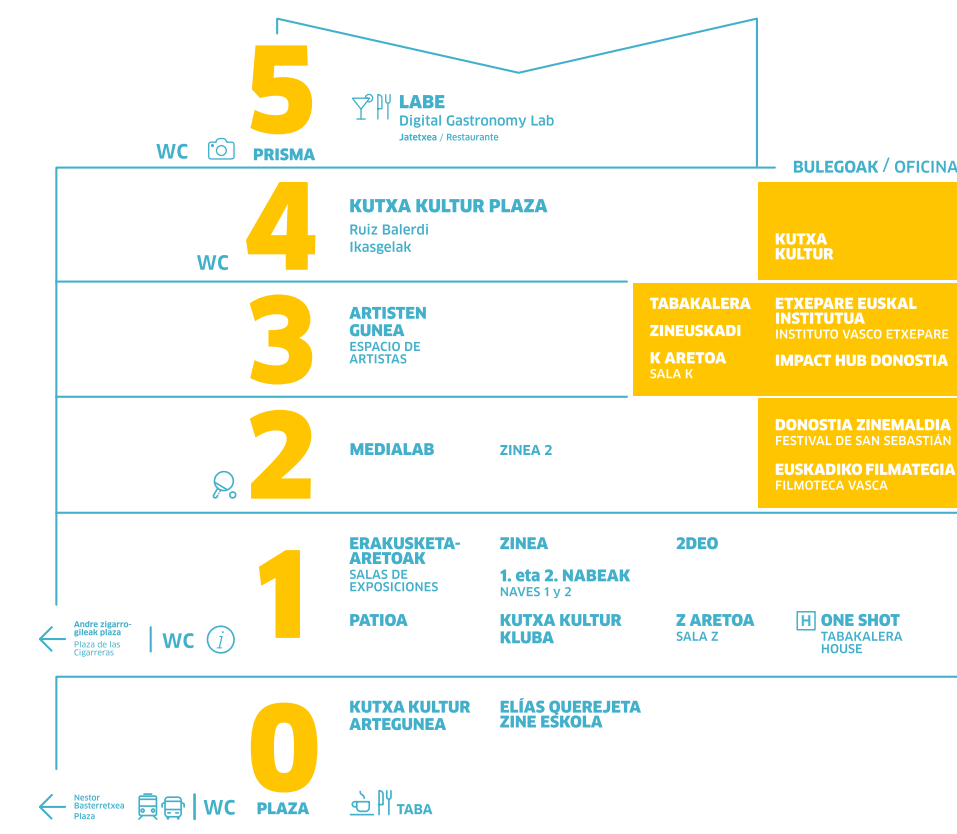 5
LABE
Digital Gastronomy Lab
Jatetxea / Restaurante
WC
PRISMA
BULEGOAK / OFICINA
4
KUTXA KULTUR PLAZA
Ruiz Balerdi
Ikasgelak
WC
KUTXA
KULTUR
3
ARTISTEN
GUNEA
ESPACIO DE
ARTISTAS
TABAKALERA
ZINEUSKADI
K ARETOA
SALA K
ETXEPARE EUSKAL
INSTITUTUA
INSTITUTO VASCO ETXEPARE
IMPACT HUB DONOSTIA
2
MEDIALAB
ZINEA 2
DONOSTIA ZINEMALDIA
FESTIVAL DE SAN SEBASTIÁN
EUSKADIKO FILMATEGIA
FILMOTECA VASCA
1
ERAKUSKETA-
ARETOAK
SALAS DE
EXPOSICIONES
ZINEA
2DEO
1. eta 2. NABEAK
NAVES 1 y 2
PATIOA
KUTXA KULTUR
KLUBA
Z ARETOA
SALA Z
H ONE SHOT
TABAKALERA
HOUSE
Andre zigarro-
gileak plaza
Plaza de las
Cigarreras
WC i
0
KUTXA KULTUR
ARTEGUNEA
ELÍAS QUEREJETA
ZINE ESKOLA
Nestor
Basterretxea
Plaza
WC
PLAZA
TABA